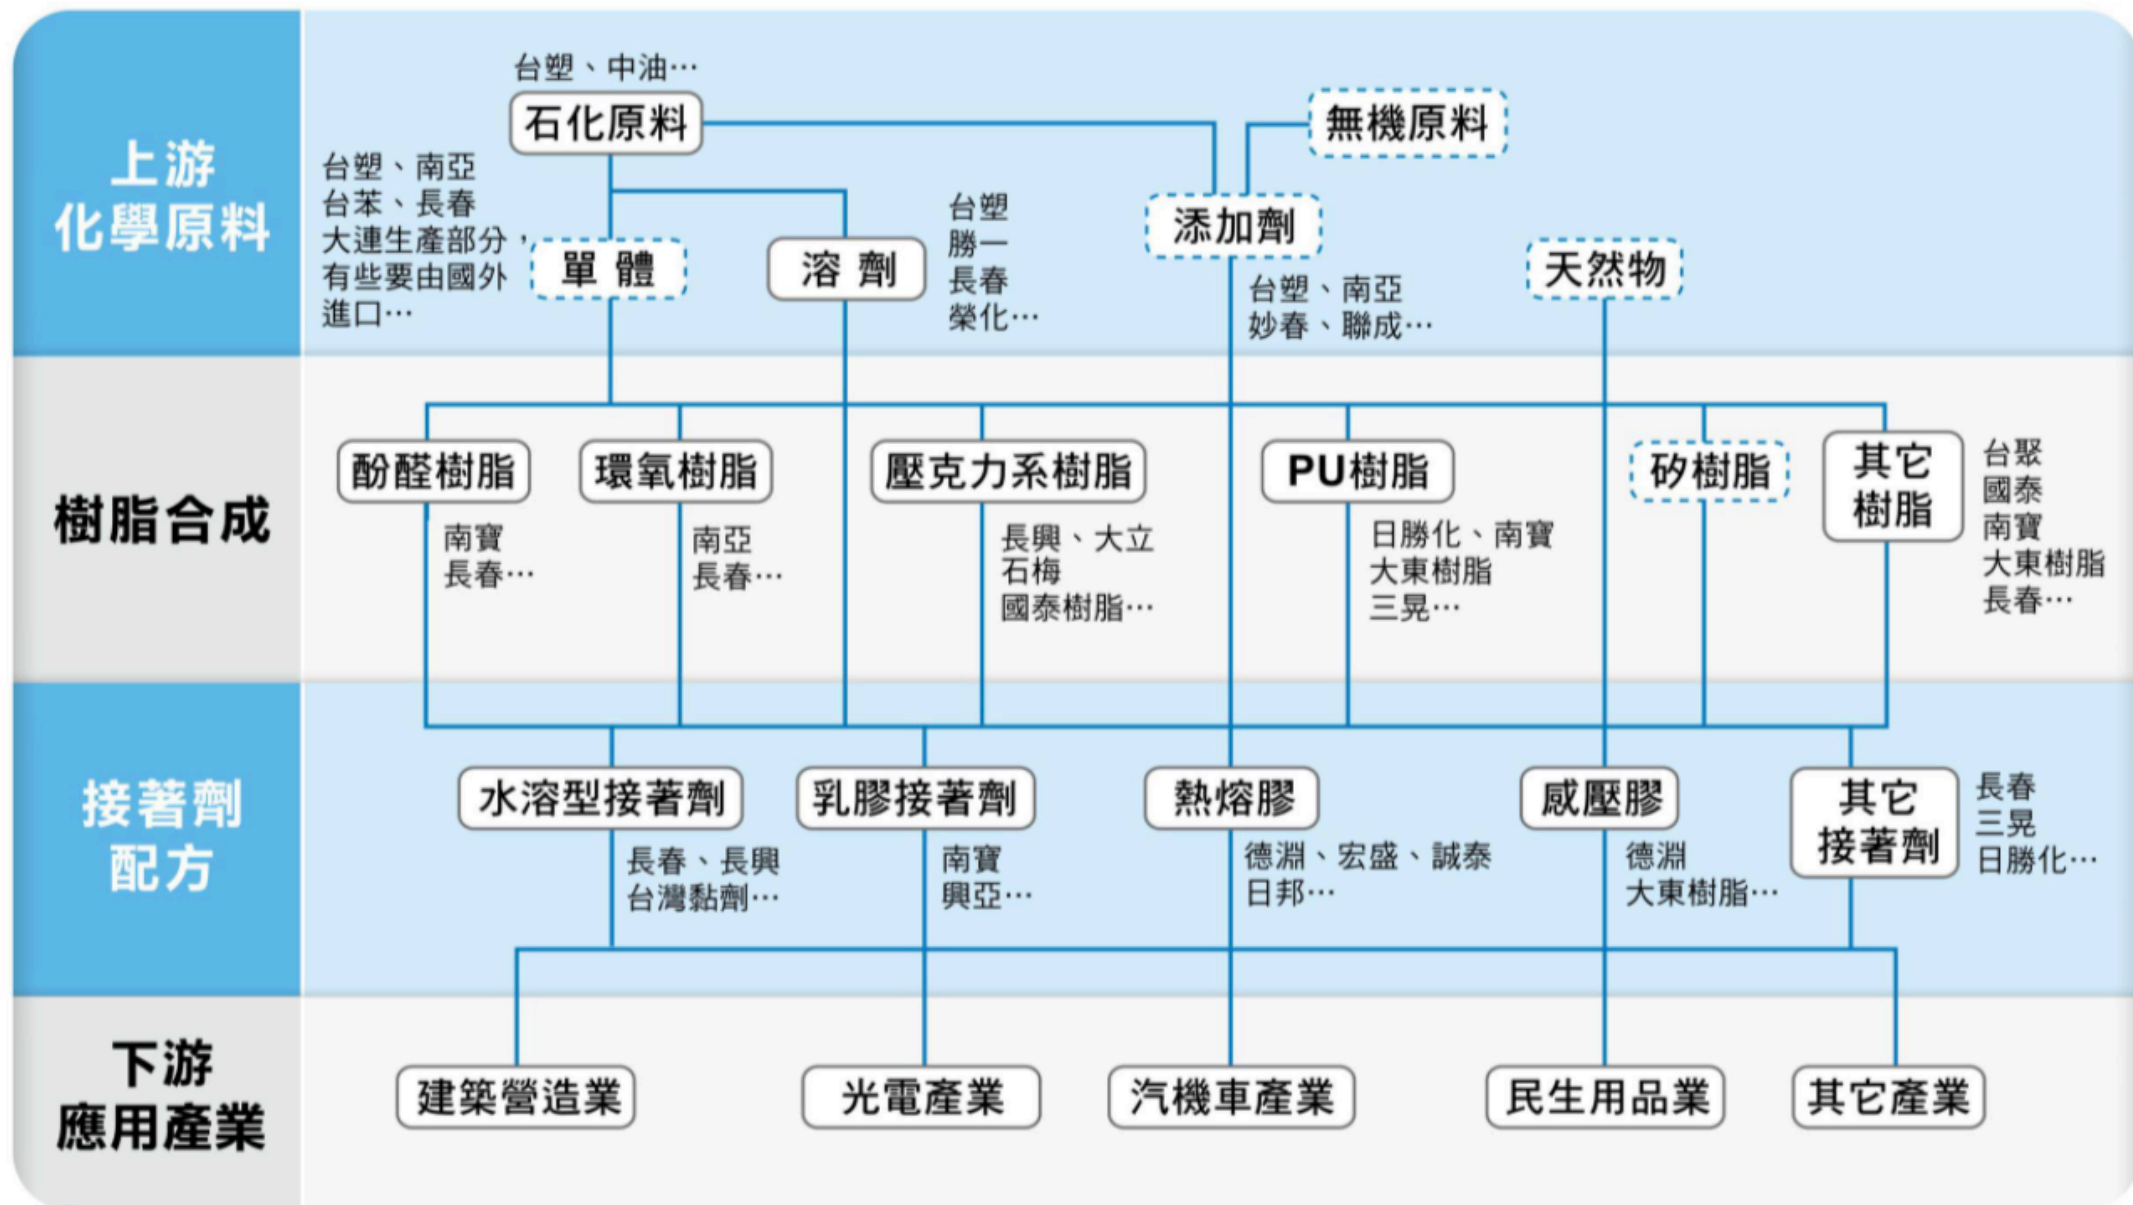 上游
化學原料
台塑、中油…
石化原料
無機原料
台塑、南亞
台苯、長春
大連生產部分，
有些要由國外
進口…
單 體
溶 劑
台塑
勝一
長春
榮化…
添加劑
台塑、南亞
妙春、聯成…
天然物
樹脂合成
酚醛樹脂
南寶
長春…
環氧樹脂
南亞
長春…
壓克力系樹脂
長興、大立
石梅
國泰樹脂…
PU樹脂
日勝化、南寶
大東樹脂
三晃…
矽樹脂
其它
樹脂
台聚
國泰
南寶
大東樹脂
長春…
接著劑
配方
水溶型接著劑
長春、長興
台灣黏劑…
乳膠接著劑
南寶
興亞…
熱熔膠
德淵、宏盛、誠泰
日邦…
感壓膠
德淵
大東樹脂…
其它
接著劑
長春
三晃
日勝化…
下游
應用產業
建築營造業
光電產業
汽機車產業
民生用品業
其它產業